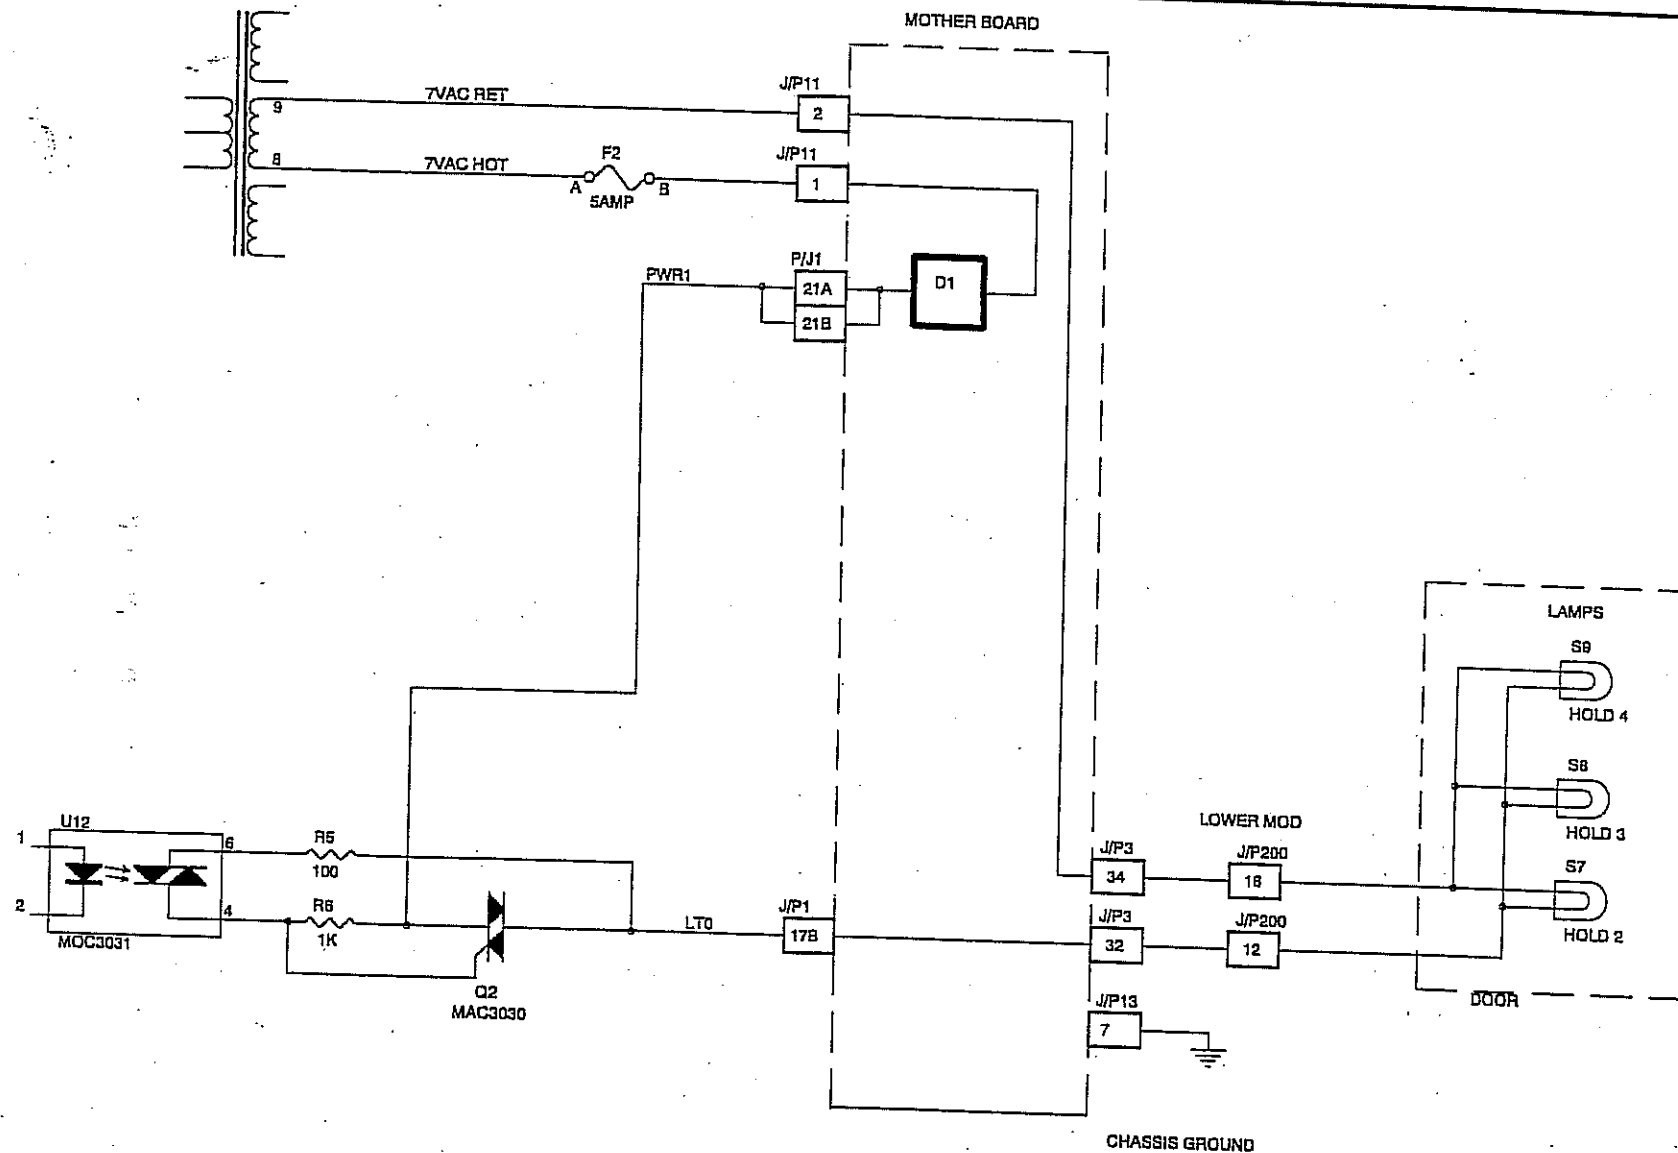 MOTHER BOARD
J/P11
7VAC RET
9
2
F2
J/P11
8
7VAC HOT
A
B
1
5AMP
P/J1
PWR1
21A
D1
21B
LAMPS
S9
HOLD 4
S8
HOLD 3
LOWER MOD
U12
1
6
R5
100
J/P3
34
J/P200
18
S7
HOLD 2
2
4
R6
1K
LT0
J/P1
17B
J/P3
32
J/P200
12
MOC3031
Q2
MAC3030
J/P13
7
DOOR
CHASSIS GROUND